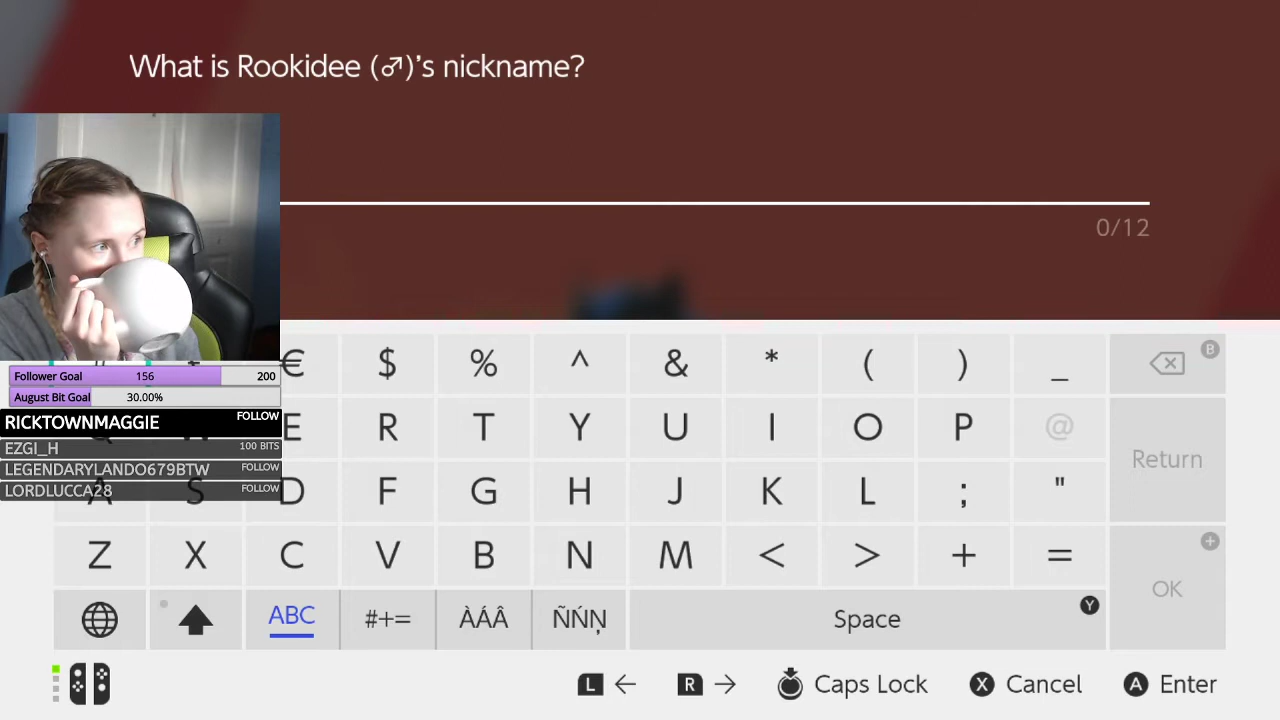 What is Rookidee (♂)'s nickname?
0/12
€ $ % ^ & * ( ) _ B
Follower Goal 156 200
August Bit Goal 30.00%
RICKTOWNMAGGIE FOLLOW
E R T Y U I O P @ Return
EZGI_H 100 BITS
LEGENDARYLANDO679BTW FOLLOW
LORDLUCCA28 FOLLOW
A S D F G H J K L ; "
Z X C V B N M < > + = + OK
ABC #+= ÀÁÂ ÑŃŅ Space Y
L ← R → Caps Lock X Cancel A Enter